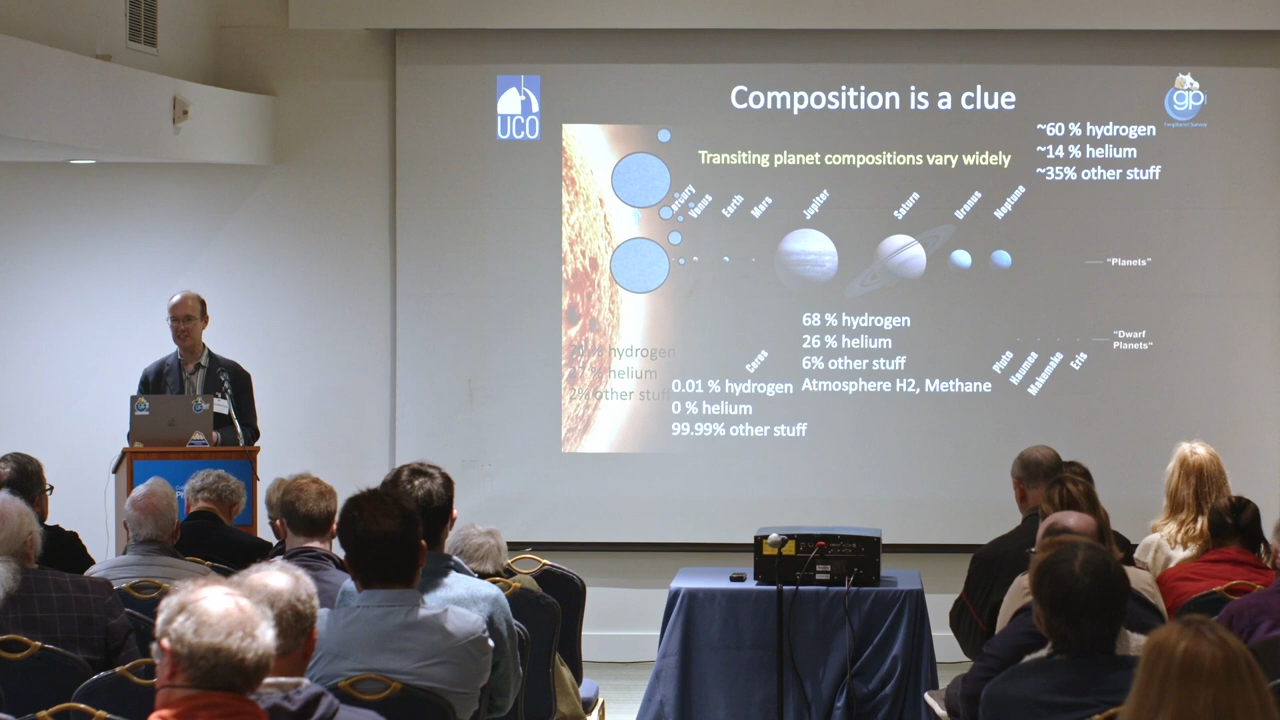 UCO
Composition is a clue
gpi
~60 % hydrogen
~14 % helium
~35% other stuff
Transiting planet compositions vary widely
Venus
Earth
Mars
Jupiter
Saturn
Uranus
Neptune
"Planets"
68 % hydrogen
26 % helium
6% other stuff
Atmosphere H2, Methane
"Dwarf
Planets"
hydrogen
helium
2% other stuff
Ceres
0.01 % hydrogen
0 % helium
99.99% other stuff
Pluto
Haumea
Makemake
Eris